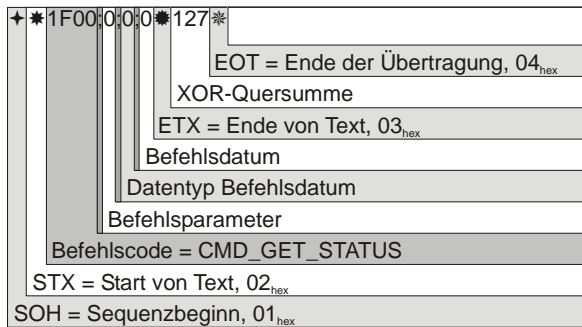 ✦✷1F00;0;0;0✹127✵
EOT = Ende der Übertragung, 04hex
XOR-Quersumme
ETX = Ende von Text, 03hex
Befehlsdatum
Datentyp Befehlsdatum
Befehlsparameter
Befehlscode = CMD_GET_STATUS
STX = Start von Text, 02hex
SOH = Sequenzbeginn, 01hex